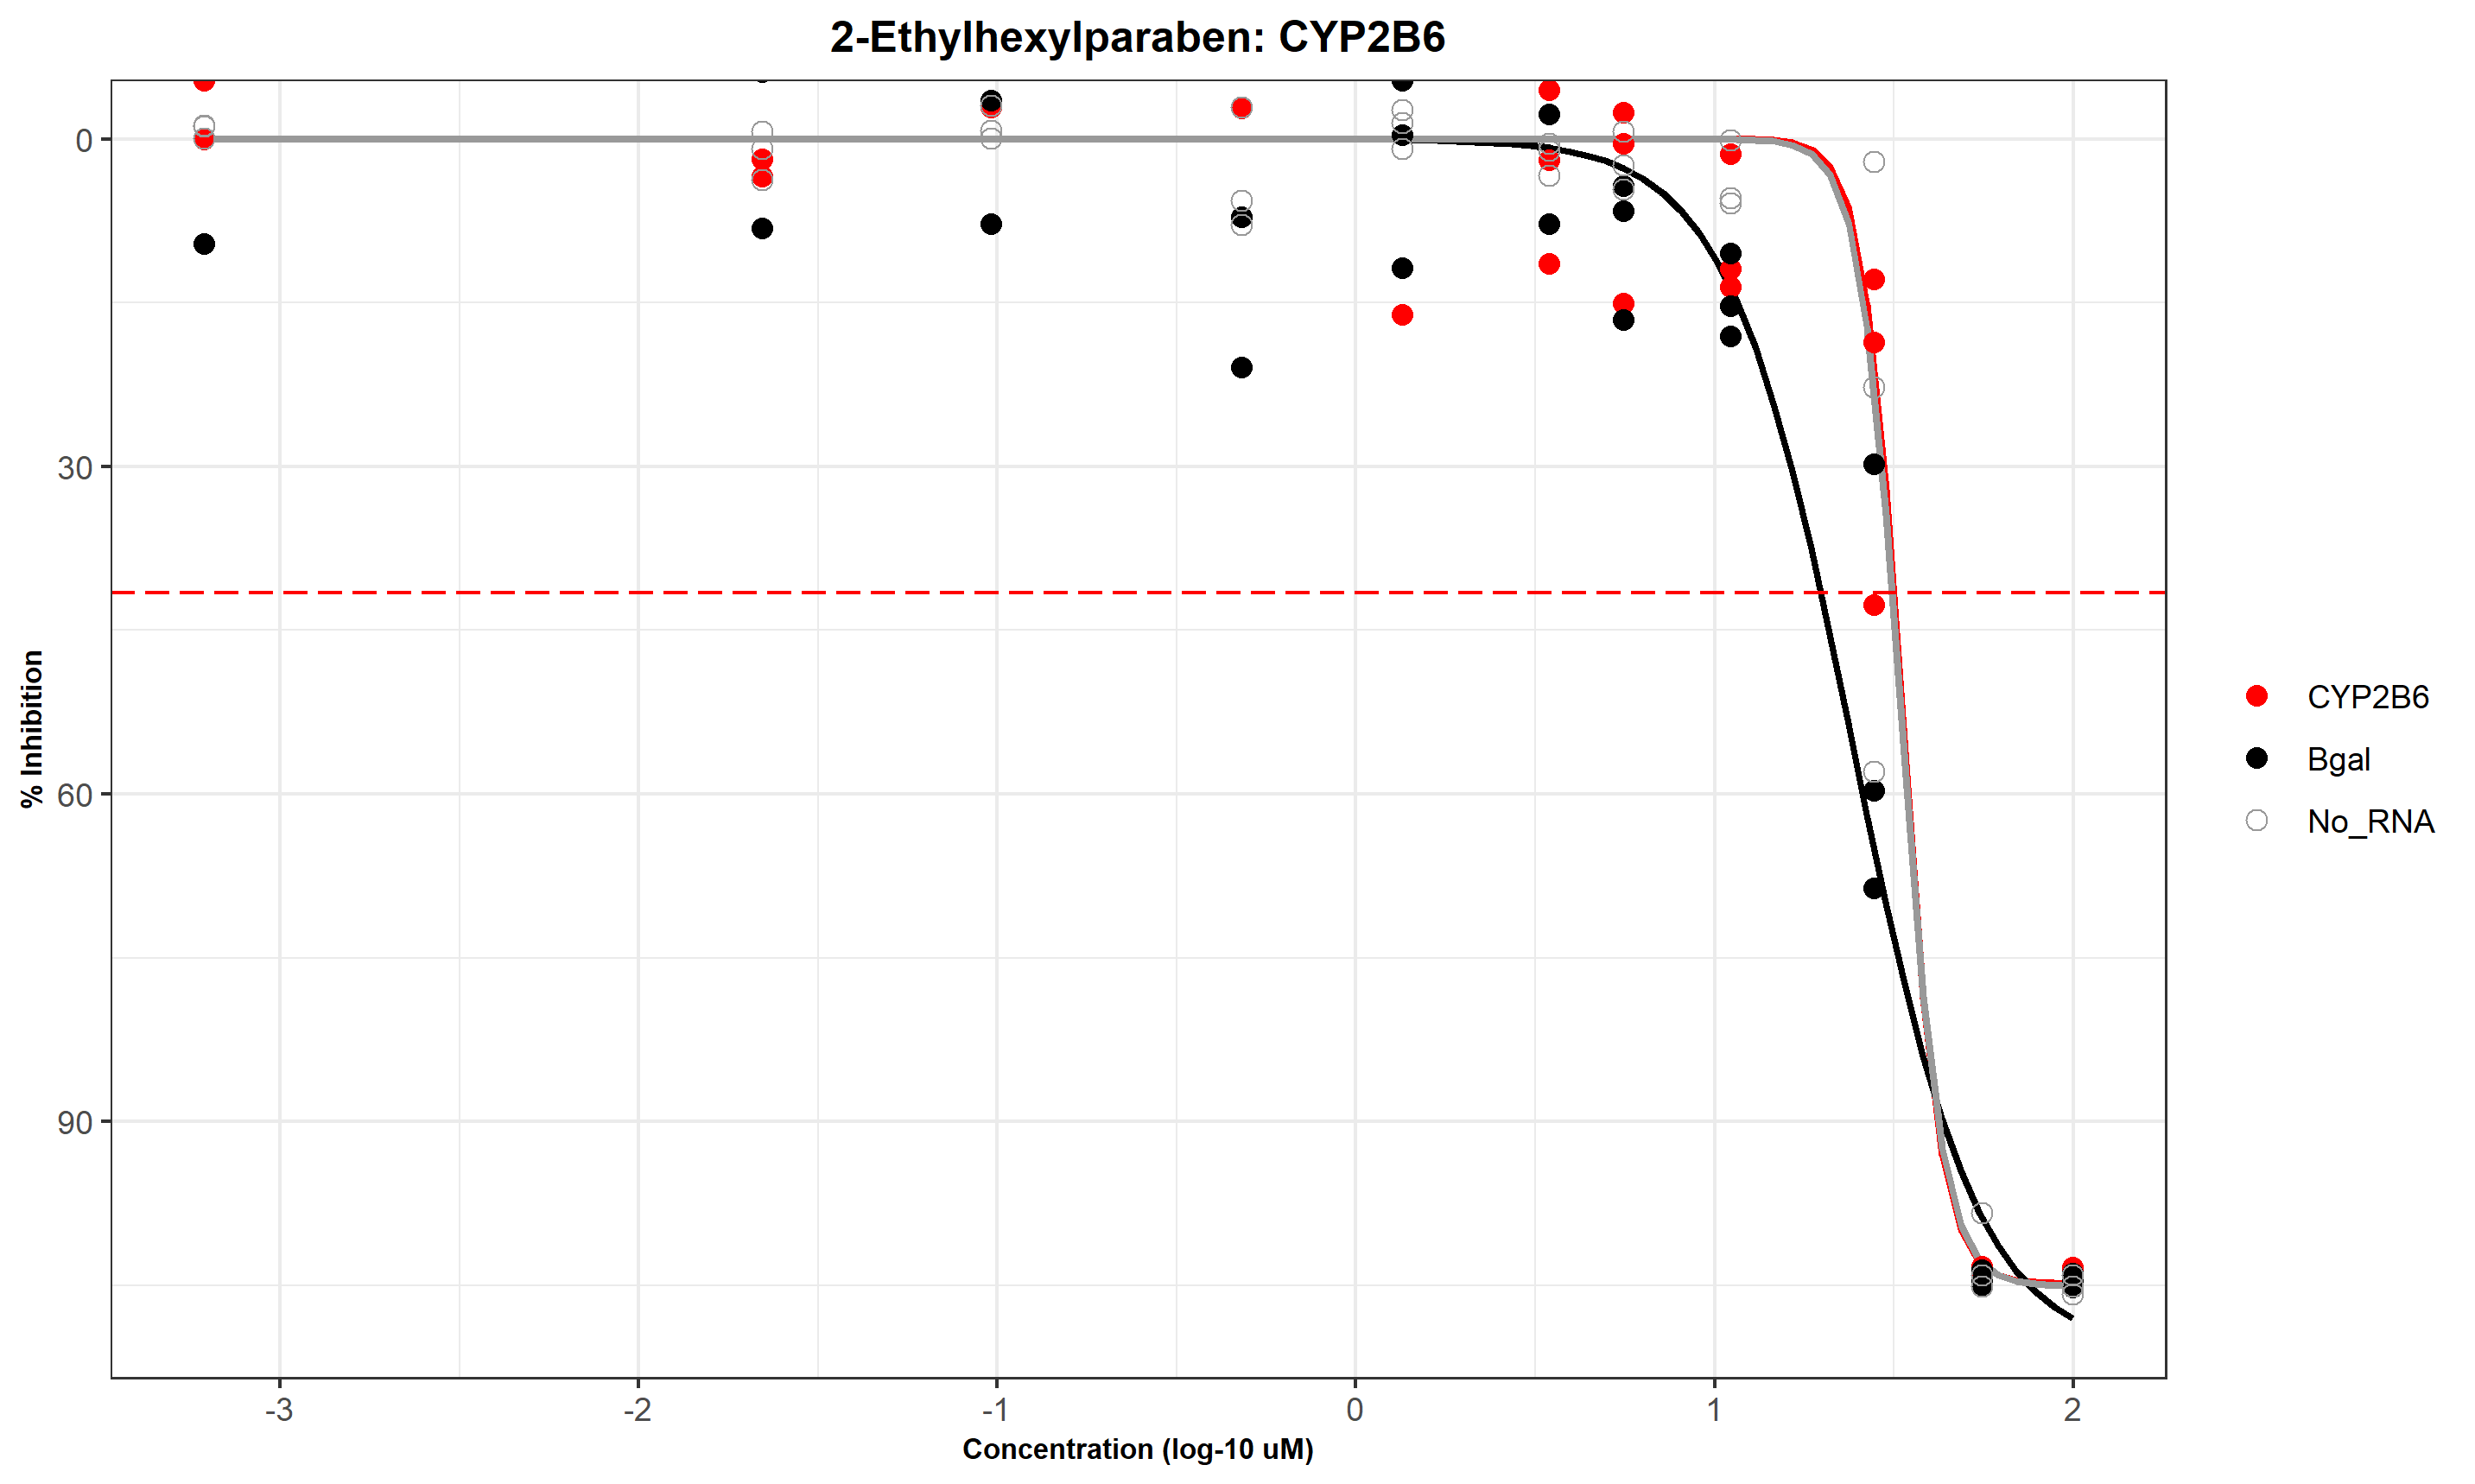 2-Ethylhexylparaben: CYP2B6
0
30
60
90
% Inhibition
-3
-2
-1
0
1
2
Concentration (log-10 uM)
CYP2B6
Bgal
No_RNA